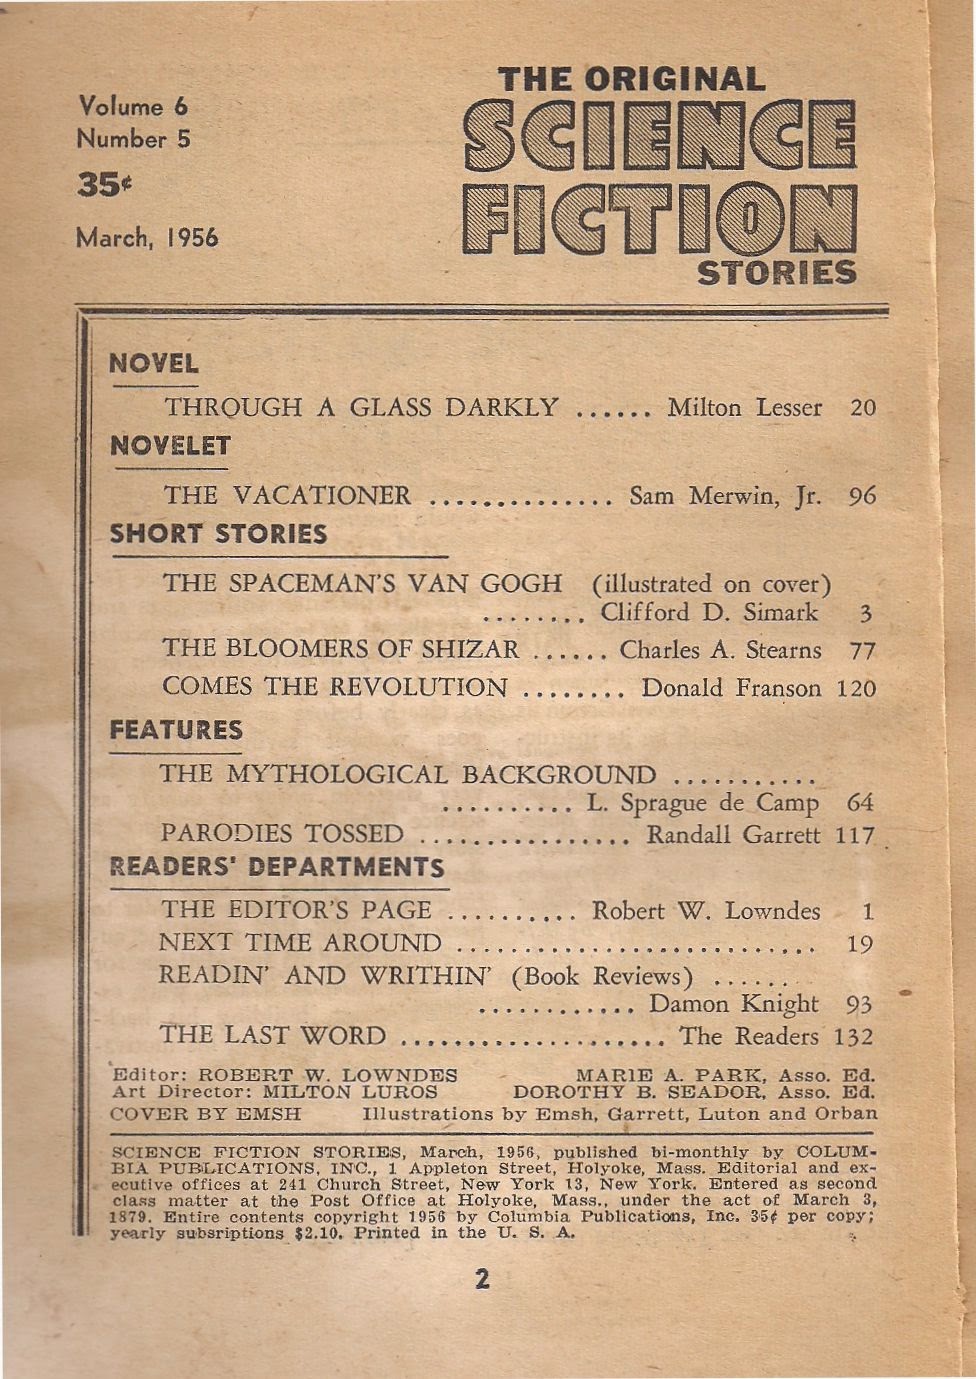 Volume 6
Number 5
35¢
March, 1956
THE ORIGINAL
SCIENCE
FICTION
STORIES
NOVEL
THROUGH A GLASS DARKLY ...... Milton Lesser 20
NOVELET
THE VACATIONER .............. Sam Merwin, Jr. 96
SHORT STORIES
THE SPACEMAN'S VAN GOGH (illustrated on cover)
........ Clifford D. Simark 3
THE BLOOMERS OF SHIZAR ...... Charles A. Stearns 77
COMES THE REVOLUTION ........ Donald Franson 120
FEATURES
THE MYTHOLOGICAL BACKGROUND ...........
.......... L. Sprague de Camp 64
PARODIES TOSSED ................ Randall Garrett 117
READERS' DEPARTMENTS
THE EDITOR'S PAGE .......... Robert W. Lowndes 1
NEXT TIME AROUND ........................... 19
READIN' AND WRITHIN' (Book Reviews) .......
............ Damon Knight 93
THE LAST WORD .................... The Readers 132
Editor: ROBERT W. LOWNDES MARIE A. PARK, Asso. Ed.
Art Director: MILTON LUROS DOROTHY B. SEADOR, Asso. Ed.
COVER BY EMSH Illustrations by Emsh, Garrett, Luton and Orban
SCIENCE FICTION STORIES, March, 1956, published bi-monthly by COLUM-
BIA PUBLICATIONS, INC., 1 Appleton Street, Holyoke, Mass. Editorial and ex-
ecutive offices at 241 Church Street, New York 13, New York. Entered as second
class matter at the Post Office at Holyoke, Mass., under the act of March 3,
1879. Entire contents copyright 1956 by Columbia Publications, Inc. 35¢ per copy;
yearly subsriptions $2.10. Printed in the U. S. A.
2